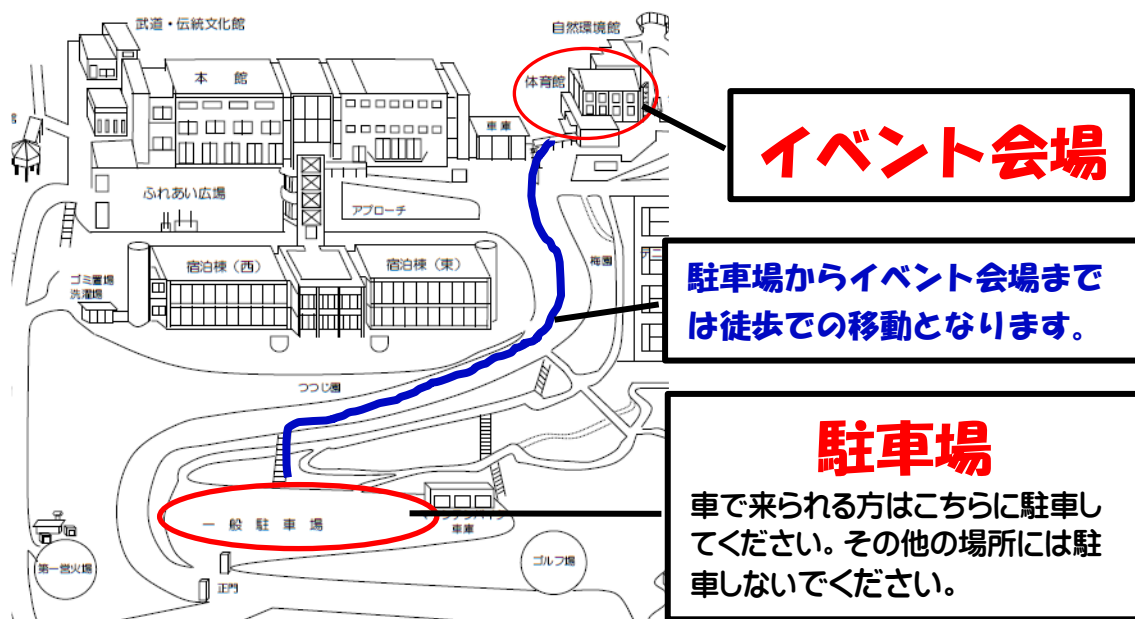 武道・伝統文化館
自然環境館
本館
体育館
車庫
イベント会場
ふれあい広場
アプローチ
梅園
テニ
宿泊棟(西)
宿泊棟(東)
ゴミ置場
洗濯場
駐車場からイベント会場まで
は徒歩での移動となります。
つつじ園
駐車場
車で来られる方はこちらに駐車し
てください。その他の場所には駐
車しないでください。
一般駐車場
車庫
第一営火場
ゴルフ場
正門